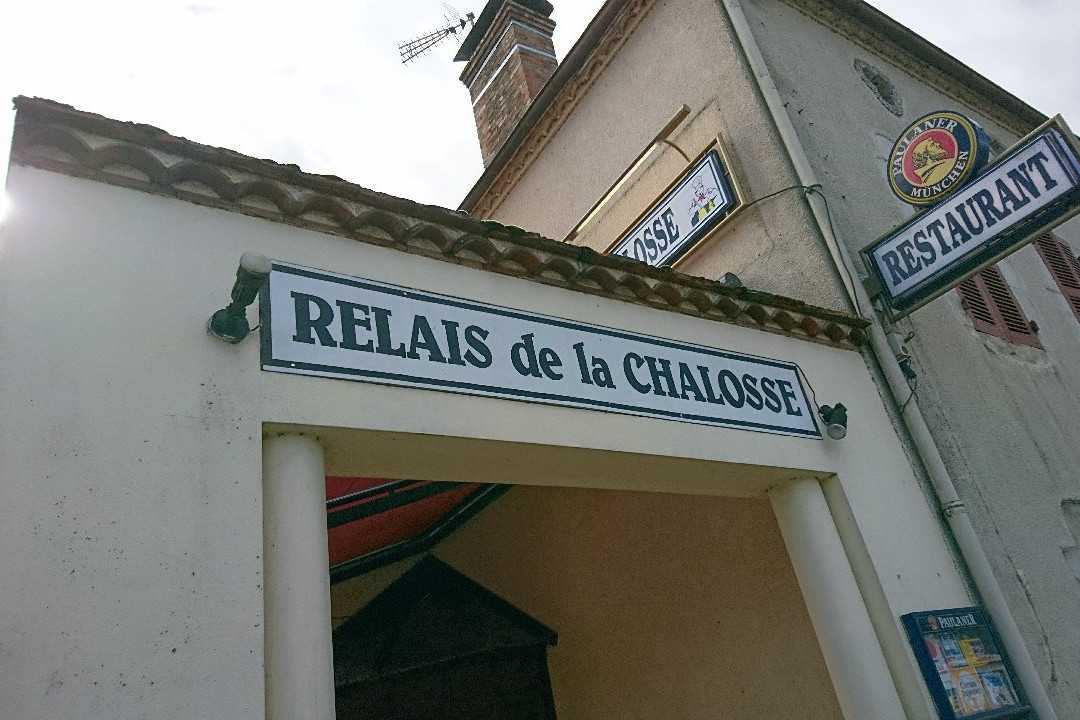 PAULANER
MÜNCHEN
RESTAURANT
LOSSE
RELAIS de la CHALOSSE
PAULANER